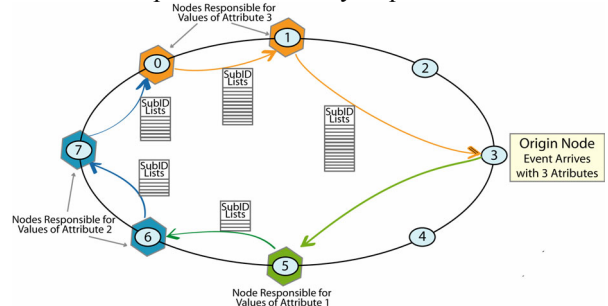 Nodes Responsible for
Values of Attribute 3
1
0
2
SubID
Lists
SubID
Lists
SubID
Lists
7
3
Origin Node
Event Arrives
with 3 Atributes
SubID
Lists
SubID
Lists
Nodes Responsible for
Values of Attribute 2
6
4
5
Node Responsible for
Values of Attribute 1